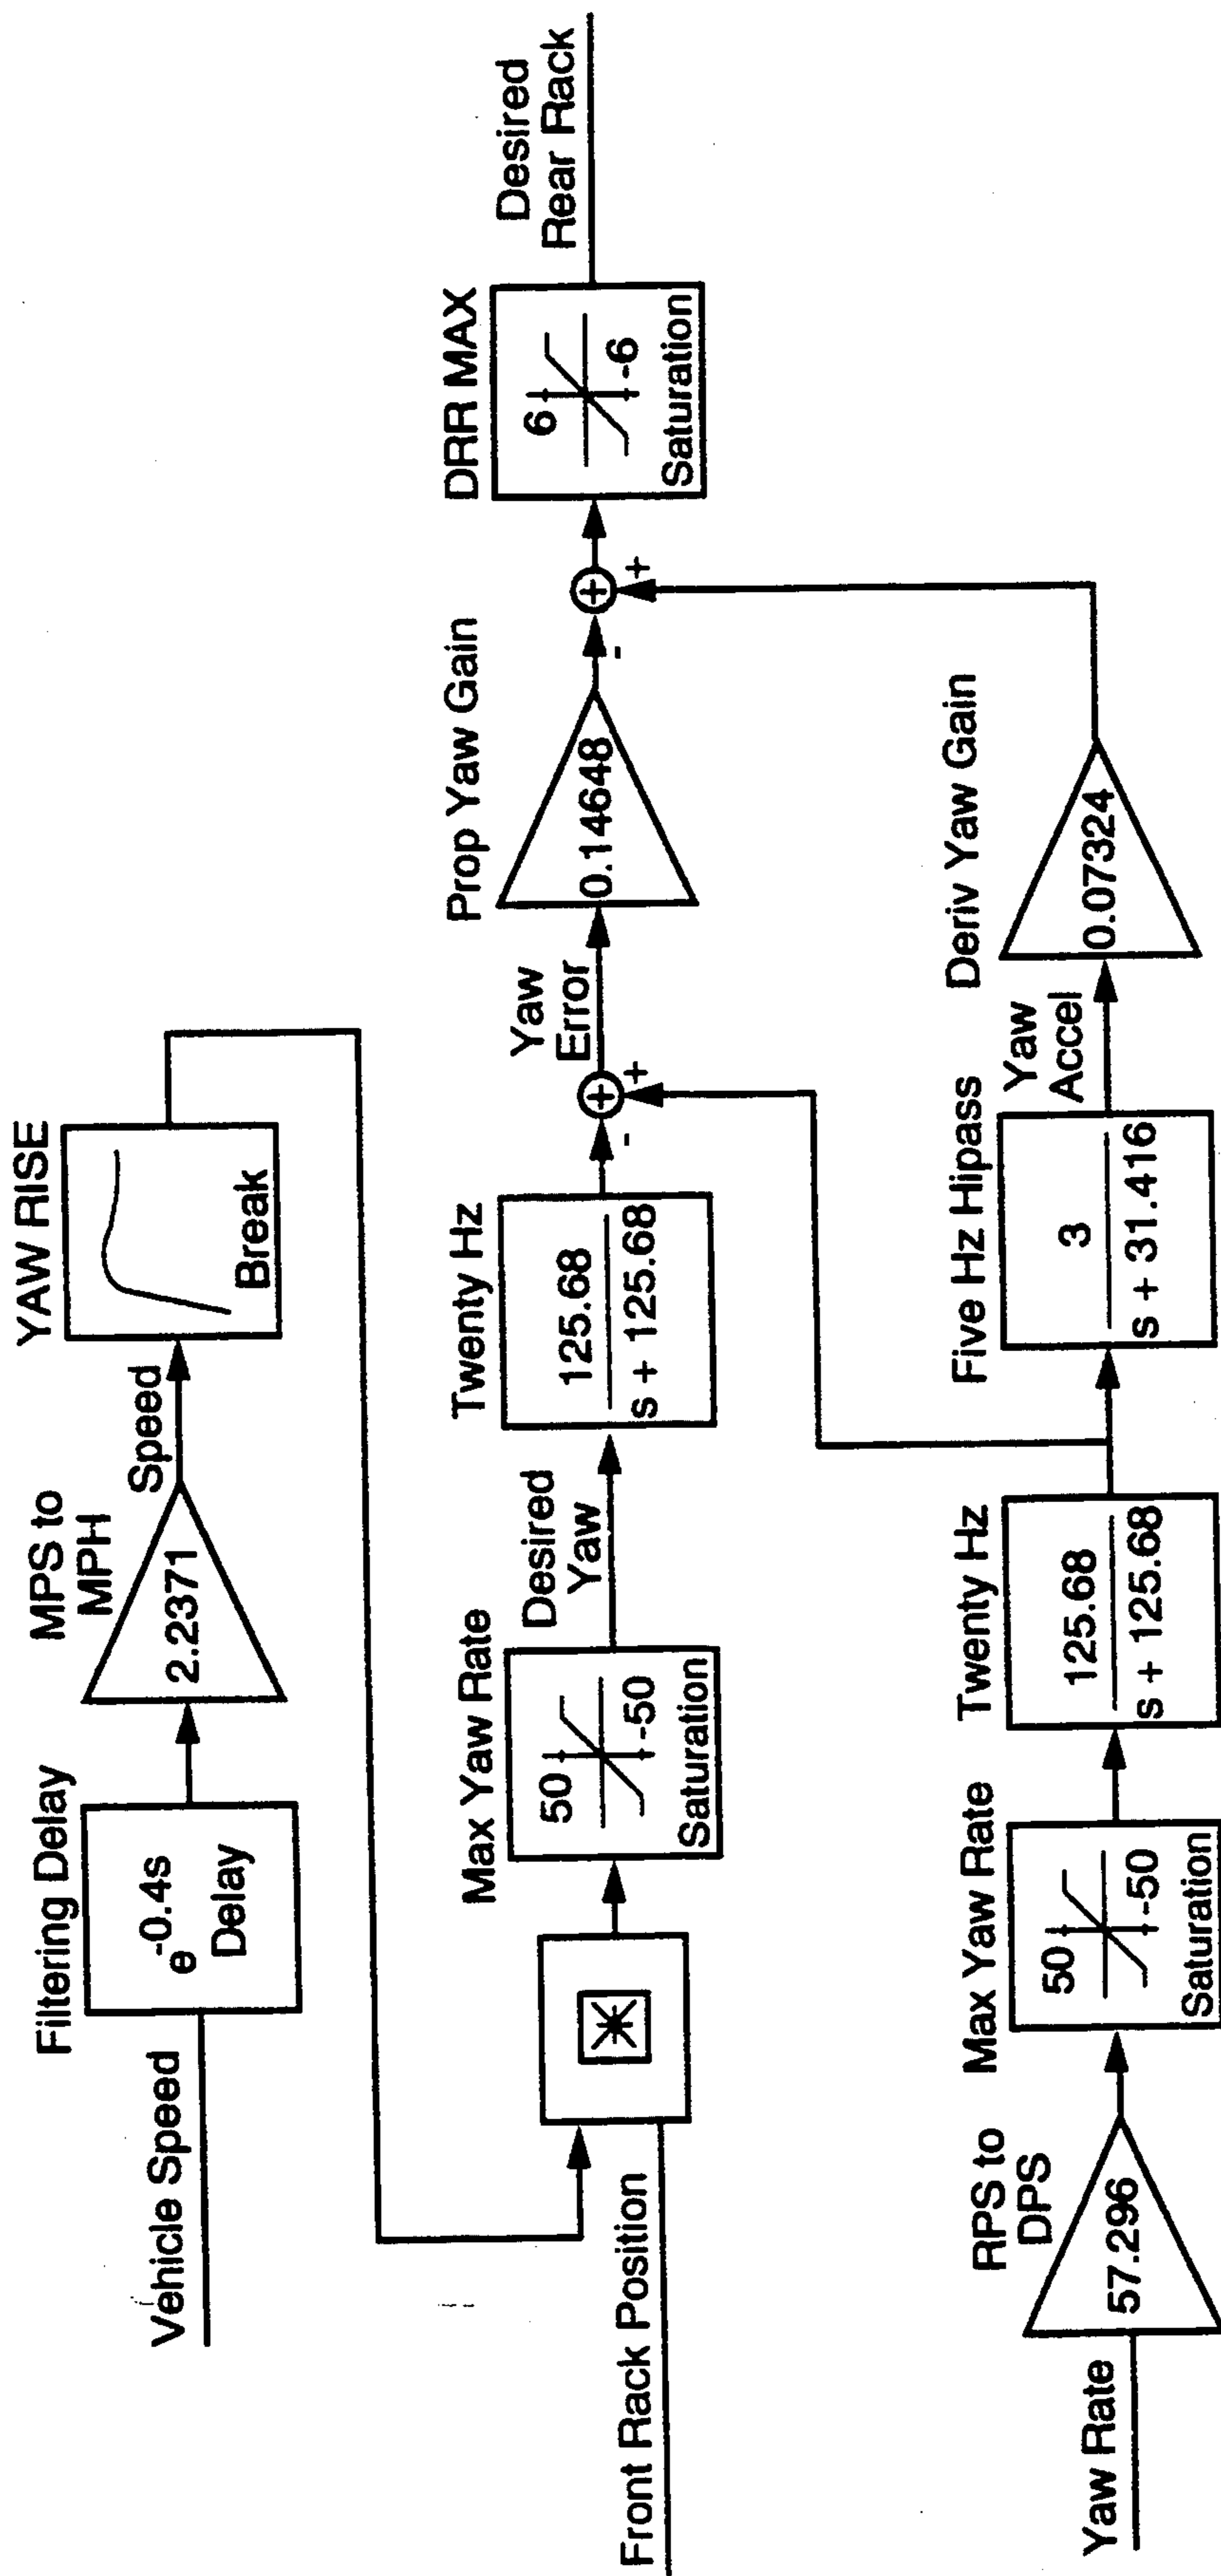 Vehicle Speed
Filtering Delay
e-0.4s
Delay
MPS to
MPH
2.2371
Speed
YAW RISE
Break
Front Rack Position
Max Yaw Rate
50
-50
Saturation
Desired
Yaw
Twenty Hz
125.68
s + 125.68
-
+
+
Yaw
Error
Prop Yaw Gain
0.14648
-
+
+
DRR MAX
6
-6
Saturation
Desired
Rear Rack
Yaw Rate
RPS to
DPS
57.296
Max Yaw Rate
50
-50
Saturation
Twenty Hz
125.68
s + 125.68
Five Hz Hipass
3
s + 31.416
Yaw
Accel
Deriv Yaw Gain
0.07324